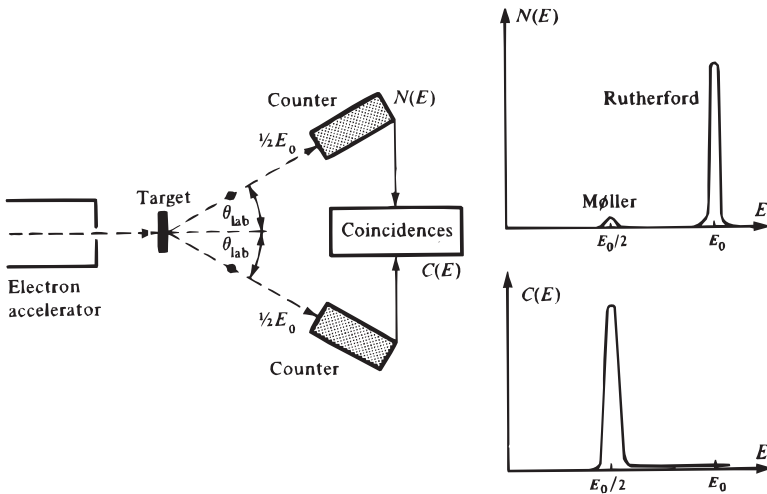 Counter
N(E)
½E₀
Target
θlab
θlab
Coincidences
C(E)
Electron
accelerator
½E₀
Counter
N(E)
Rutherford
Møller
E
E₀/2
E₀
C(E)
E
E₀/2
E₀